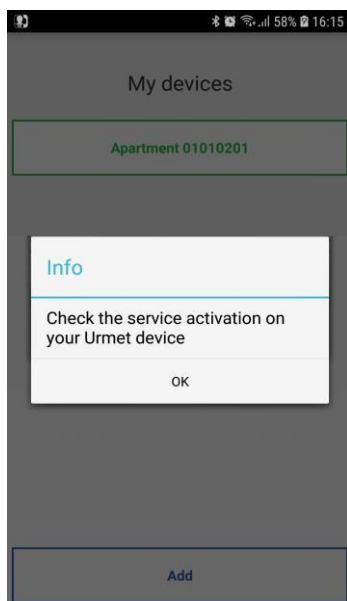 58% 16:15
My devices
Apartment 01010201
Info
Check the service activation on
your Urmet device
OK
Add